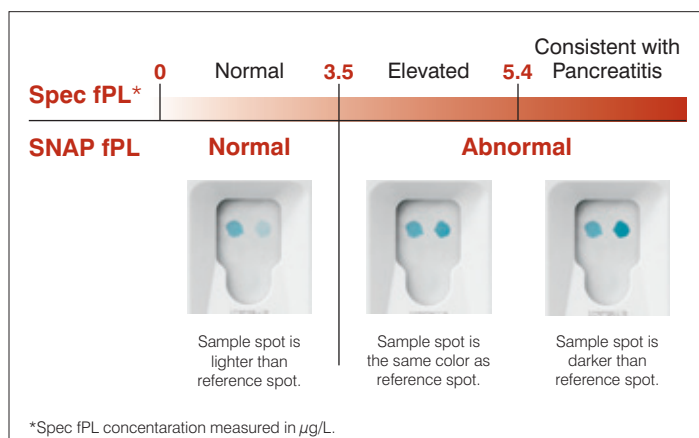 Consistent with
0 Normal 3.5 Elevated 5.4 Pancreatitis
Spec fPL*
SNAP fPL Normal Abnormal
Sample spot is
lighter than
reference spot.
Sample spot is
the same color as
reference spot.
Sample spot is
darker than
reference spot.
*Spec fPL concentaration measured in µg/L.